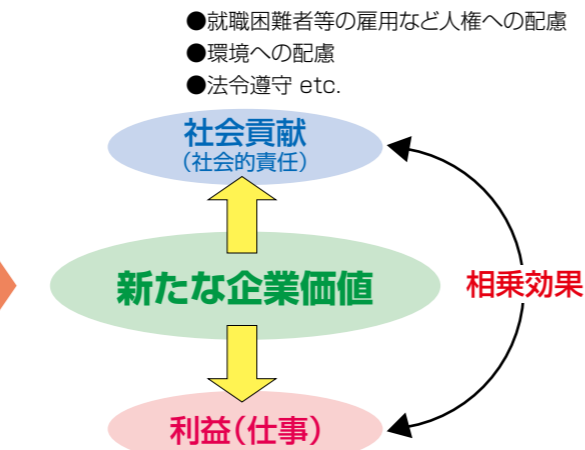 ●就職困難者等の雇用など人権への配慮
●環境への配慮
●法令遵守 etc.
社会貢献
(社会的責任)
新たな企業価値
相乗効果
利益(仕事)